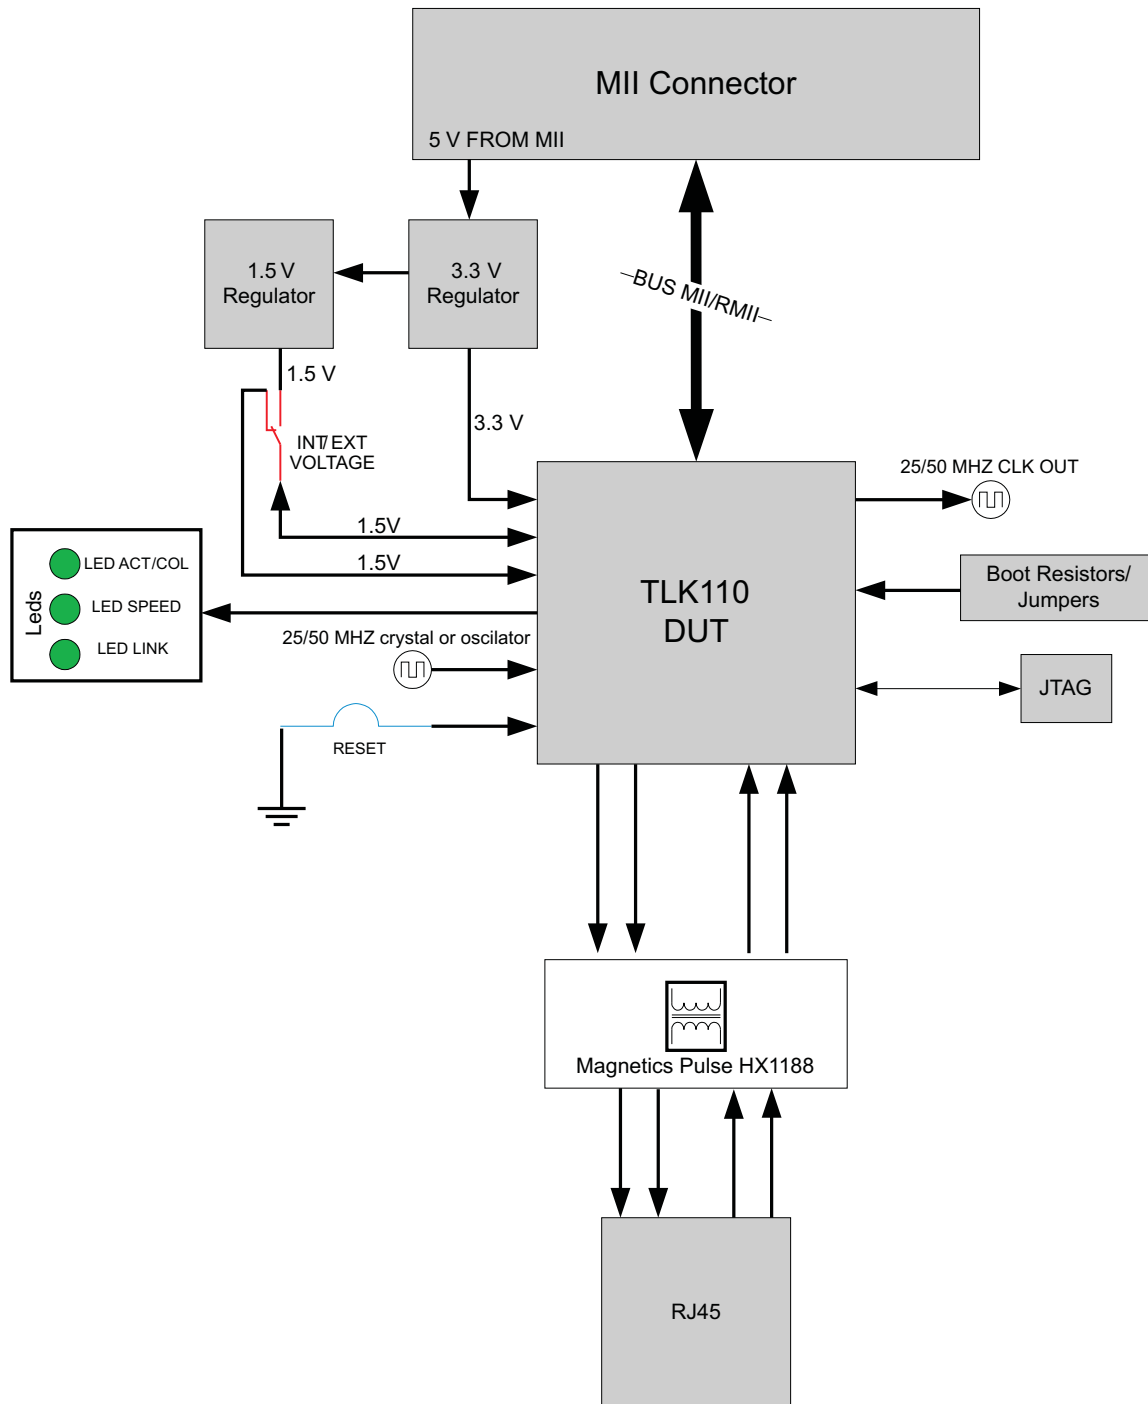 MII Connector
5 V FROM MII
1.5 V
Regulator
3.3 V
Regulator
BUS MII/RMII
1.5 V
3.3 V
INT/EXT
VOLTAGE
25/50 MHZ CLK OUT
1.5V
1.5V
Leds
LED ACT/COL
LED SPEED
LED LINK
TLK110
DUT
Boot Resistors/
Jumpers
25/50 MHZ crystal or oscilator
JTAG
RESET
Magnetics Pulse HX1188
RJ45